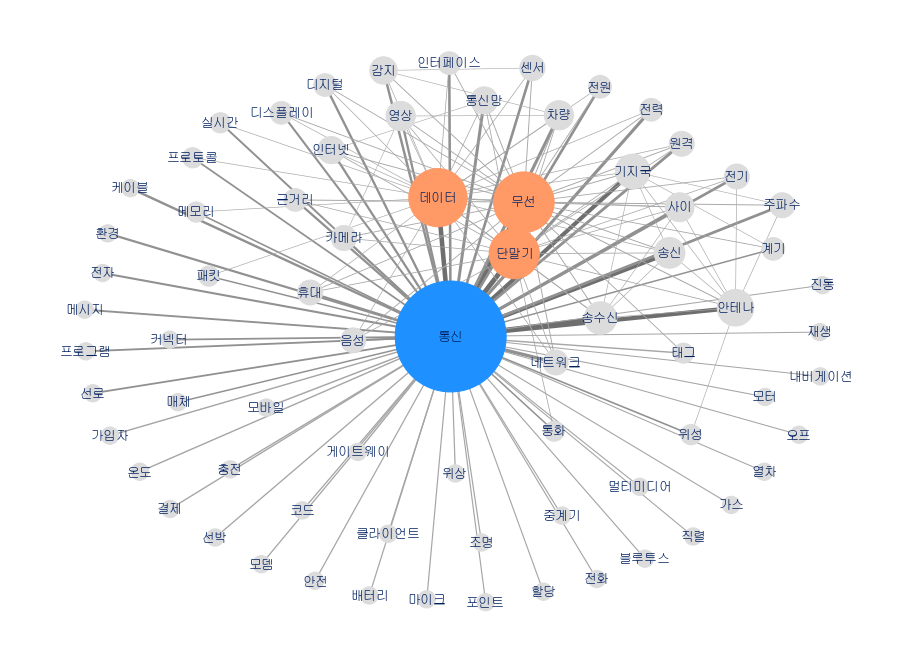 인터페이스
센서
감지
디지털
전원
통신망
영상
차량
전력
디스플레이
실시간
원격
인터넷
프로토콜
기지국
전기
케이블
근거리
데이터
무선
메모리
사이
주파수
환경
카메라
단말기
송신
계기
전자
패킷
휴대
진동
메시지
안테나
송수신
커넥터
음성
통신
재생
프로그램
네트워크
태그
내비게이션
선로
매체
모바일
모터
가입자
통화
위성
오프
게이트웨이
온도
충전
위상
열차
멀티미디어
결제
코드
중계기
가스
선박
클라이언트
조명
직렬
모뎀
블루투스
안전
전화
배터리
마이크
포인트
할당